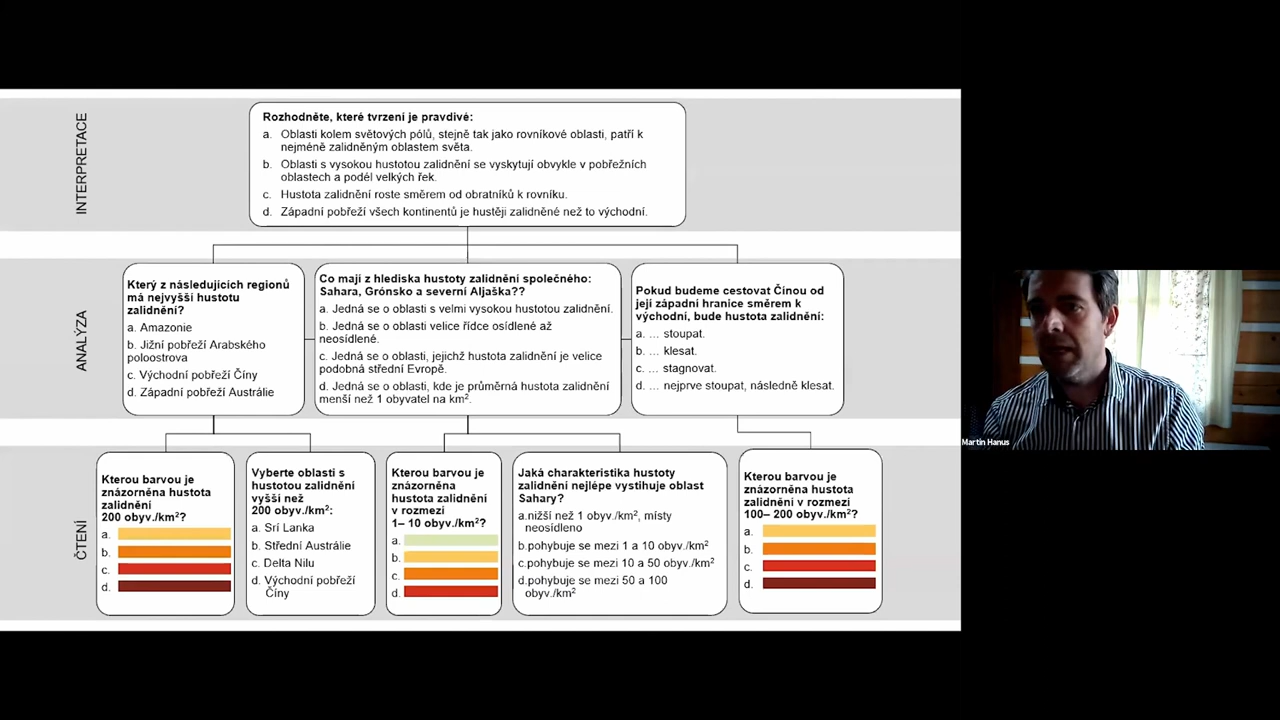 INTERPRETACE
Rozhodněte, které tvrzení je pravdivé:
a. Oblasti kolem světových pólů, stejně tak jako rovníkové oblasti, patří k
nejméně zalidněným oblastem světa.
b. Oblasti s vysokou hustotou zalidnění se vyskytují obvykle v pobřežních
oblastech a podél velkých řek.
c. Hustota zalidnění roste směrem od obratníků k rovníku.
d. Západní pobřeží všech kontinentů je hustěji zalidněné než to východní.
ANALÝZA
Který z následujících regionů
má nejvyšší hustotu
zalidnění?
a. Amazonie
b. Jižní pobřeží Arabského
poloostrova
c. Východní pobřeží Číny
d. Západní pobřeží Austrálie
Co mají z hlediska hustoty zalidnění společného:
Sahara, Grónsko a severní Aljaška??
a. Jedná se o oblasti s velmi vysokou hustotou zalidnění.
b. Jedná se o oblasti velice řídce osídlené až
neosídlené.
c. Jedná se o oblasti, jejichž hustota zalidnění je velice
podobná střední Evropě.
d. Jedná se o oblasti, kde je průměrná hustota zalidnění
menší než 1 obyvatel na km².
Pokud budeme cestovat Čínou od
její západní hranice směrem k
východní, bude hustota zalidnění:
a. … stoupat.
b. … klesat.
c. … stagnovat.
d. … nejprve stoupat, následně klesat.
ČTENÍ
Kterou barvou je
znázorněna hustota
zalidnění
200 obyv./km²?
a.
b.
c.
d.
Vyberte oblasti s
hustotou zalidnění
vyšší než
200 obyv./km²:
a. Srí Lanka
b. Střední Austrálie
c. Delta Nilu
d. Východní pobřeží
Číny
Kterou barvou je
znázorněna
hustota zalidnění
v rozmezí
1– 10 obyv./km²?
a.
b.
c.
d.
Jaká charakteristika hustoty
zalidnění nejlépe vystihuje oblast
Sahary?
a.nižší než 1 obyv./km², místy
neosídleno
b.pohybuje se mezi 1 a 10 obyv./km²
c.pohybuje se mezi 10 a 50 obyv./km²
d.pohybuje se mezi 50 a 100
obyv./km²
Kterou barvou je
znázorněna hustota
zalidnění v rozmezí
100– 200 obyv./km²?
a.
b.
c.
d.
Martin Hanus